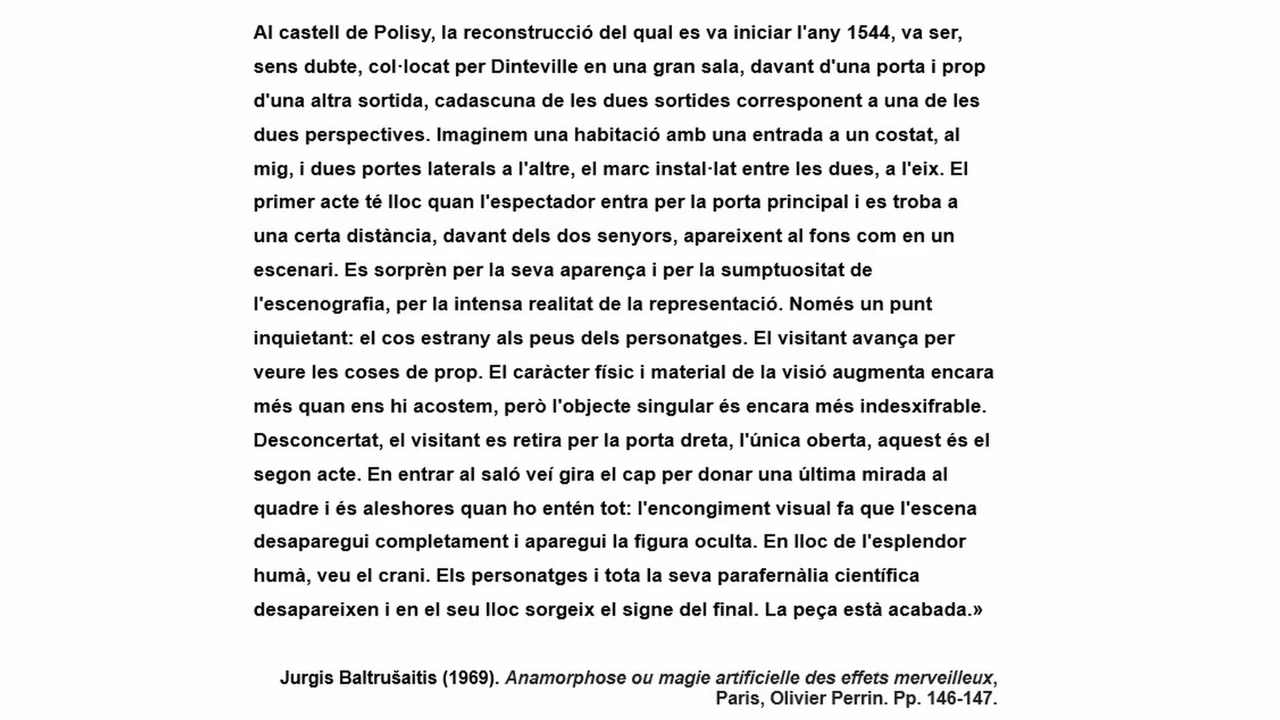 Al castell de Polisy, la reconstrucció del qual es va iniciar l'any 1544, va ser,
sens dubte, col·locat per Dinteville en una gran sala, davant d'una porta i prop
d'una altra sortida, cadascuna de les dues sortides corresponent a una de les
dues perspectives. Imaginem una habitació amb una entrada a un costat, al
mig, i dues portes laterals a l'altre, el marc instal·lat entre les dues, a l'eix. El
primer acte té lloc quan l'espectador entra per la porta principal i es troba a
una certa distància, davant dels dos senyors, apareixent al fons com en un
escenari. Es sorprèn per la seva aparença i per la sumptuositat de
l'escenografia, per la intensa realitat de la representació. Només un punt
inquietant: el cos estrany als peus dels personatges. El visitant avança per
veure les coses de prop. El caràcter físic i material de la visió augmenta encara
més quan ens hi acostem, però l'objecte singular és encara més indesxifrable.
Desconcertat, el visitant es retira per la porta dreta, l'única oberta, aquest és el
segon acte. En entrar al saló veí gira el cap per donar una última mirada al
quadre i és aleshores quan ho entén tot: l'encongiment visual fa que l'escena
desaparegui completament i aparegui la figura oculta. En lloc de l'esplendor
humà, veu el crani. Els personatges i tota la seva parafernàlia científica
desapareixen i en el seu lloc sorgeix el signe del final. La peça està acabada.»
Jurgis Baltrušaitis (1969). Anamorphose ou magie artificielle des effets merveilleux,
Paris, Olivier Perrin. Pp. 146-147.